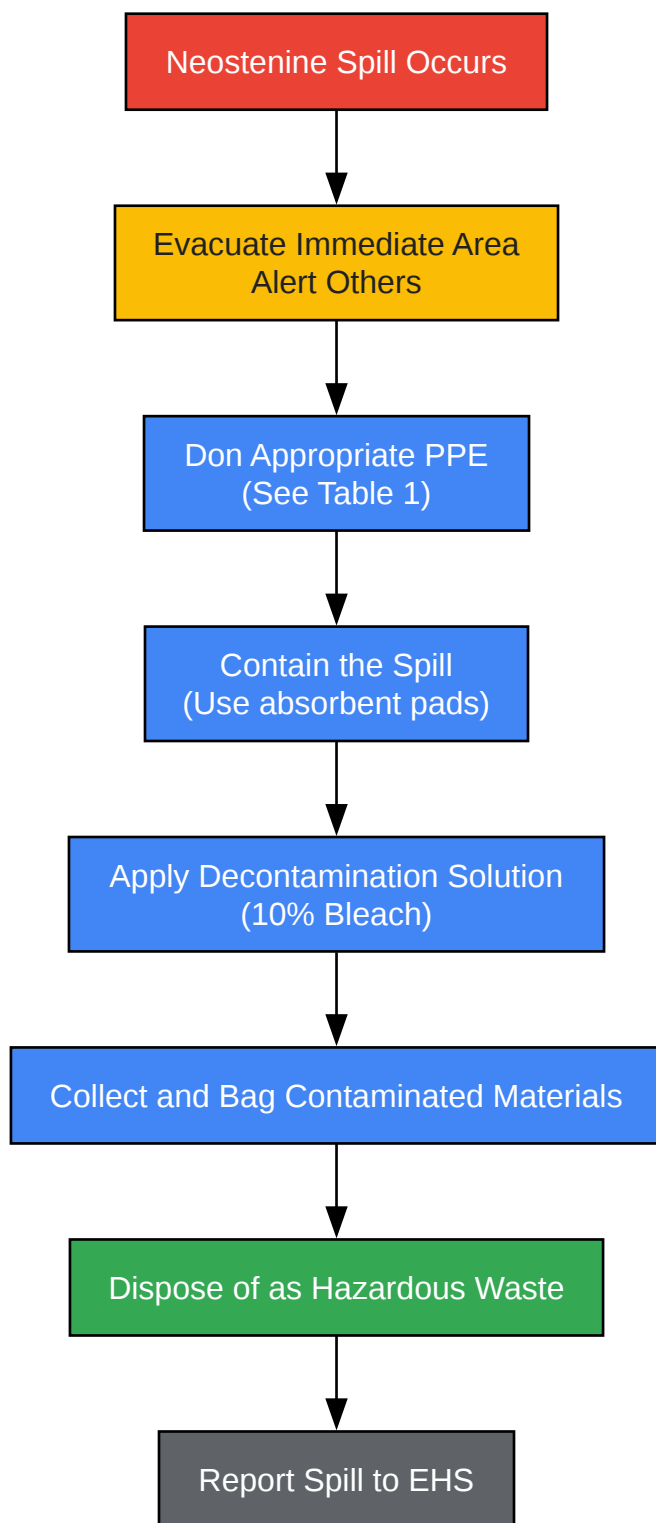 Neostenine Spill Occurs
Evacuate Immediate Area
Alert Others
Don Appropriate PPE
(See Table 1)
Contain the Spill
(Use absorbent pads)
Apply Decontamination Solution
(10% Bleach)
Collect and Bag Contaminated Materials
Dispose of as Hazardous Waste
Report Spill to EHS